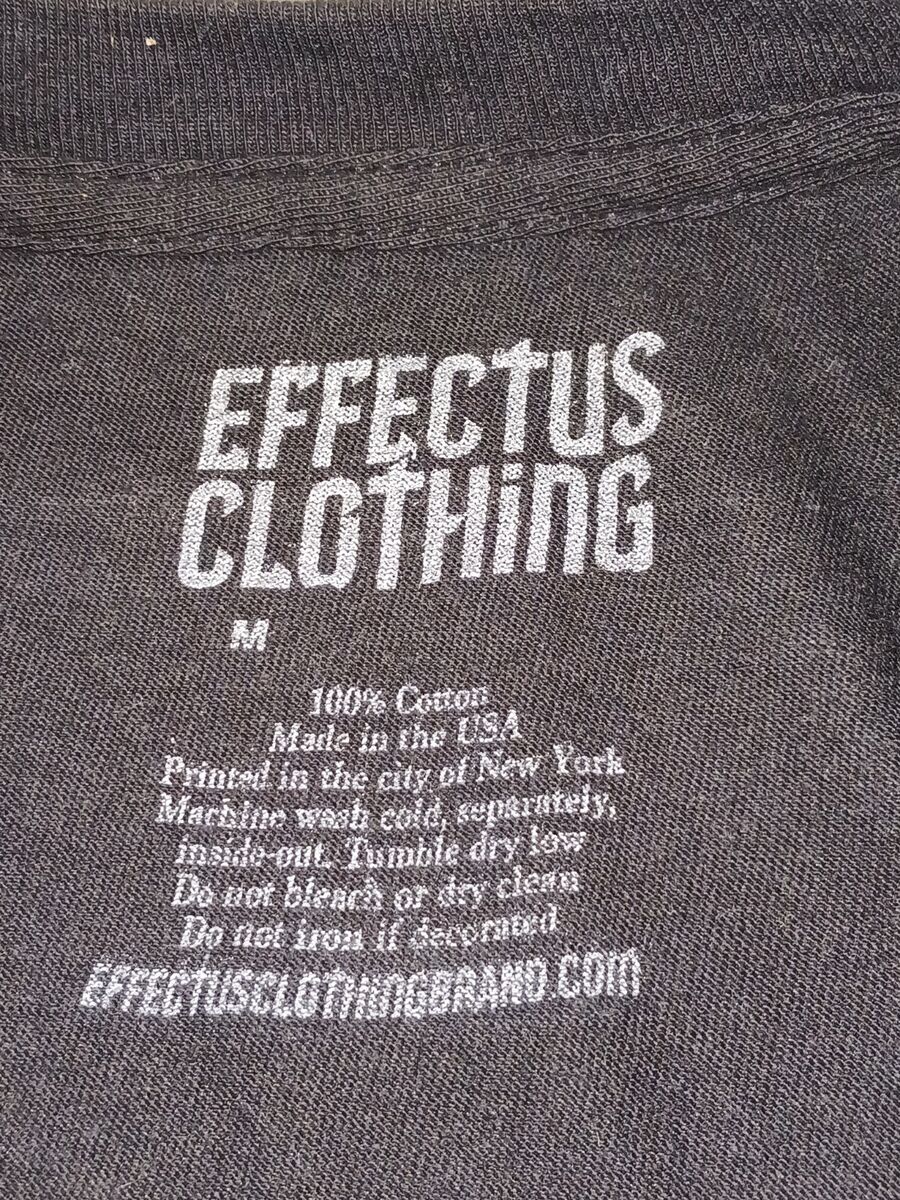 EFFECTUS
CLOTHING
M
100% Cotton
Made in the USA
Printed in the city of New York
Machine wash cold, separately,
inside-out. Tumble dry low
Do not bleach or dry clean
Do not iron if decorated
EFFECTUSCLOTHINGBRAND.COM